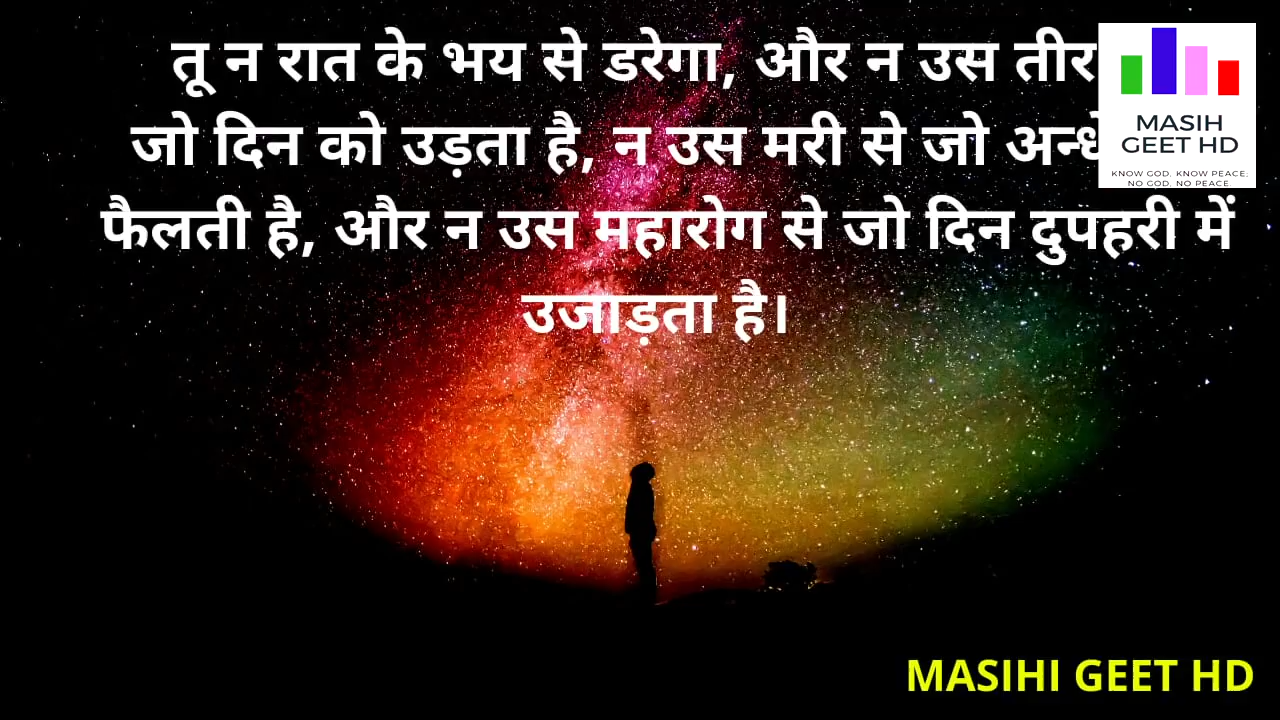 तू न रात के भय से डरेगा, और न उस तीर
जो दिन को उड़ता है, न उस मरी से जो
फैलती है, और न उस महारोग से जो दिन दुपहरी में
उजाड़ता है।
MASIH
GEET HD
KNOW GOD, KNOW PEACE;
NO GOD, NO PEACE.
MASIHI GEET HD